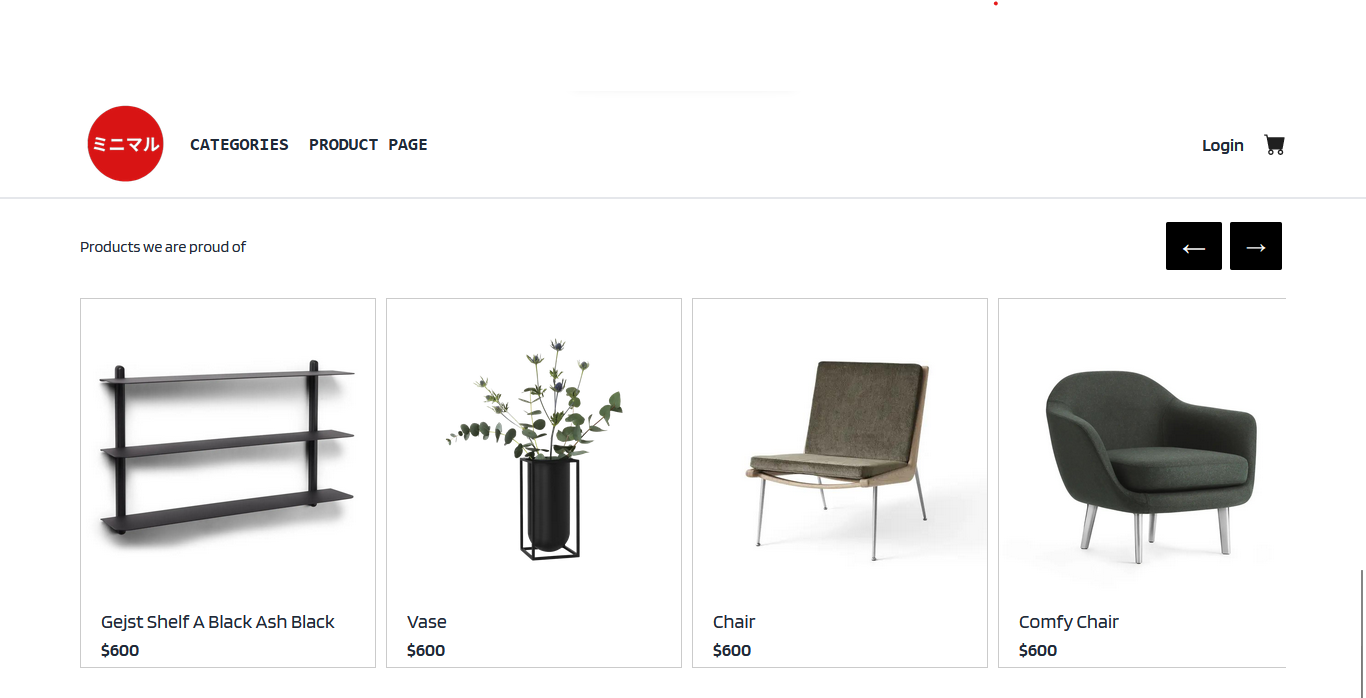 ミニマル
CATEGORIES PRODUCT PAGE
Login
Products we are proud of
← →
Gejst Shelf A Black Ash Black
$600
Vase
$600
Chair
$600
Comfy Chair
$600